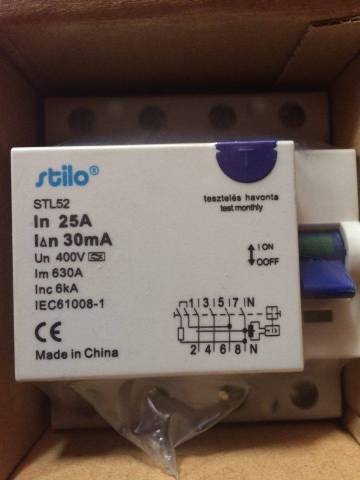 stilo®
T
STL52
tesztelés havonta
test monthly
In 25A
IΔn 30mA
Un 400V
I ON
OOFF
Im 630A
Inc 6kA
IEC61008-1
1 3 5 7 N
2 4 6 8 N
CE
Made in China